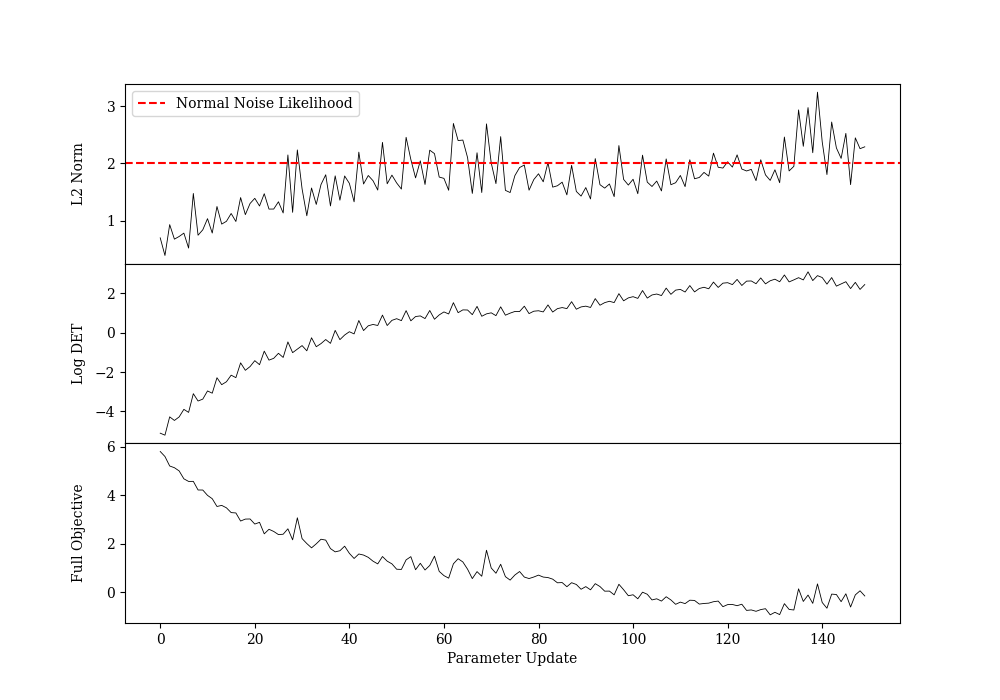 3
2
1
L2 Norm
Normal Noise Likelihood
2
0
−2
−4
Log DET
6
4
2
0
Full Objective
0 20 40 60 80 100 120 140
Parameter Update